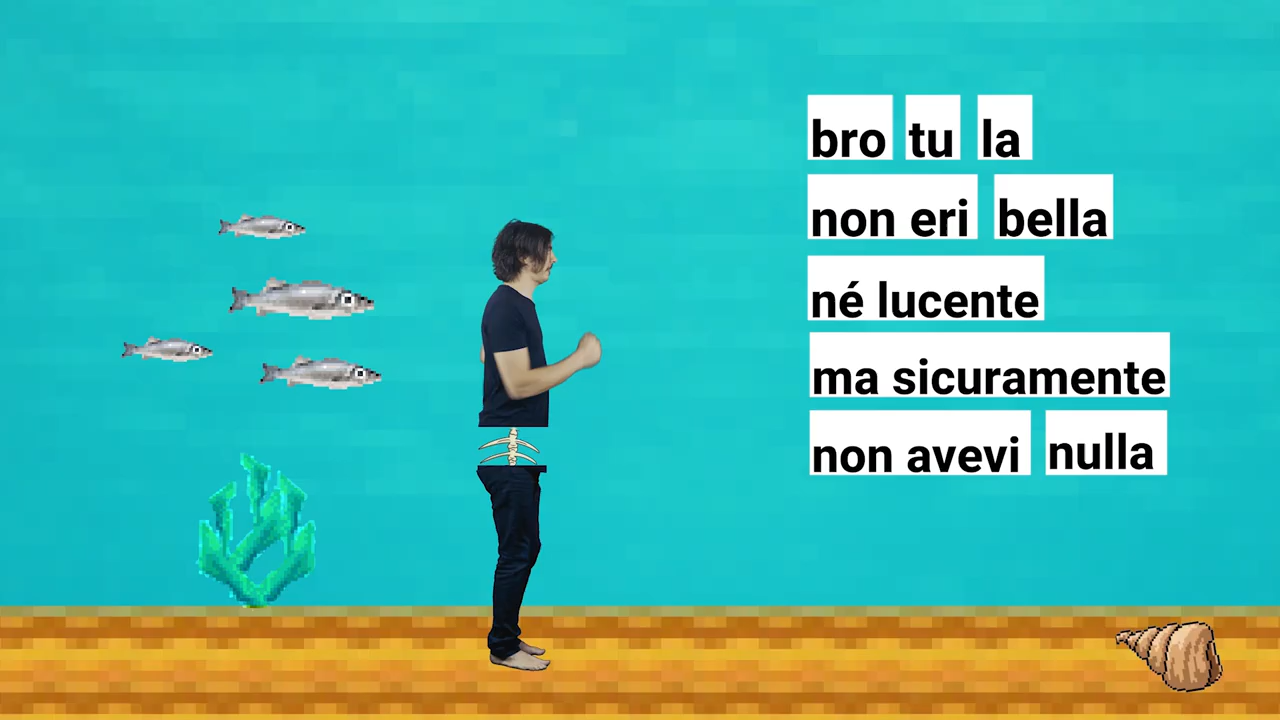 bro tu la
non eri bella
né lucente
ma sicuramente
non avevi nulla